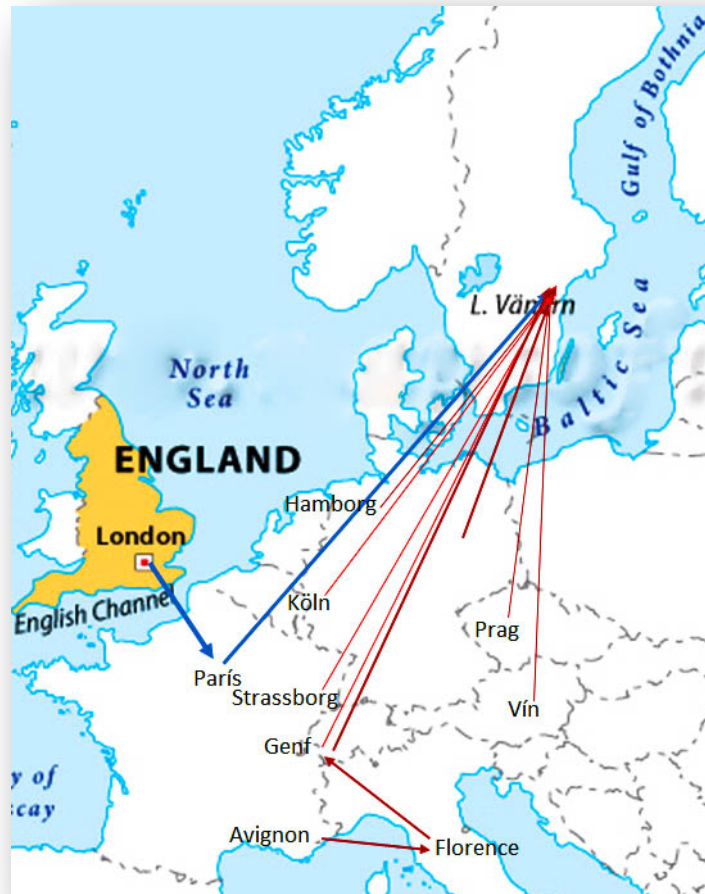 Gulf of Bothnia
L. Vänern
Baltic Sea
North
Sea
ENGLAND
London
English Channel
Hamborg
Köln
Prag
París
Strassborg
Vín
Genf
y of
scay
Avignon
Florence